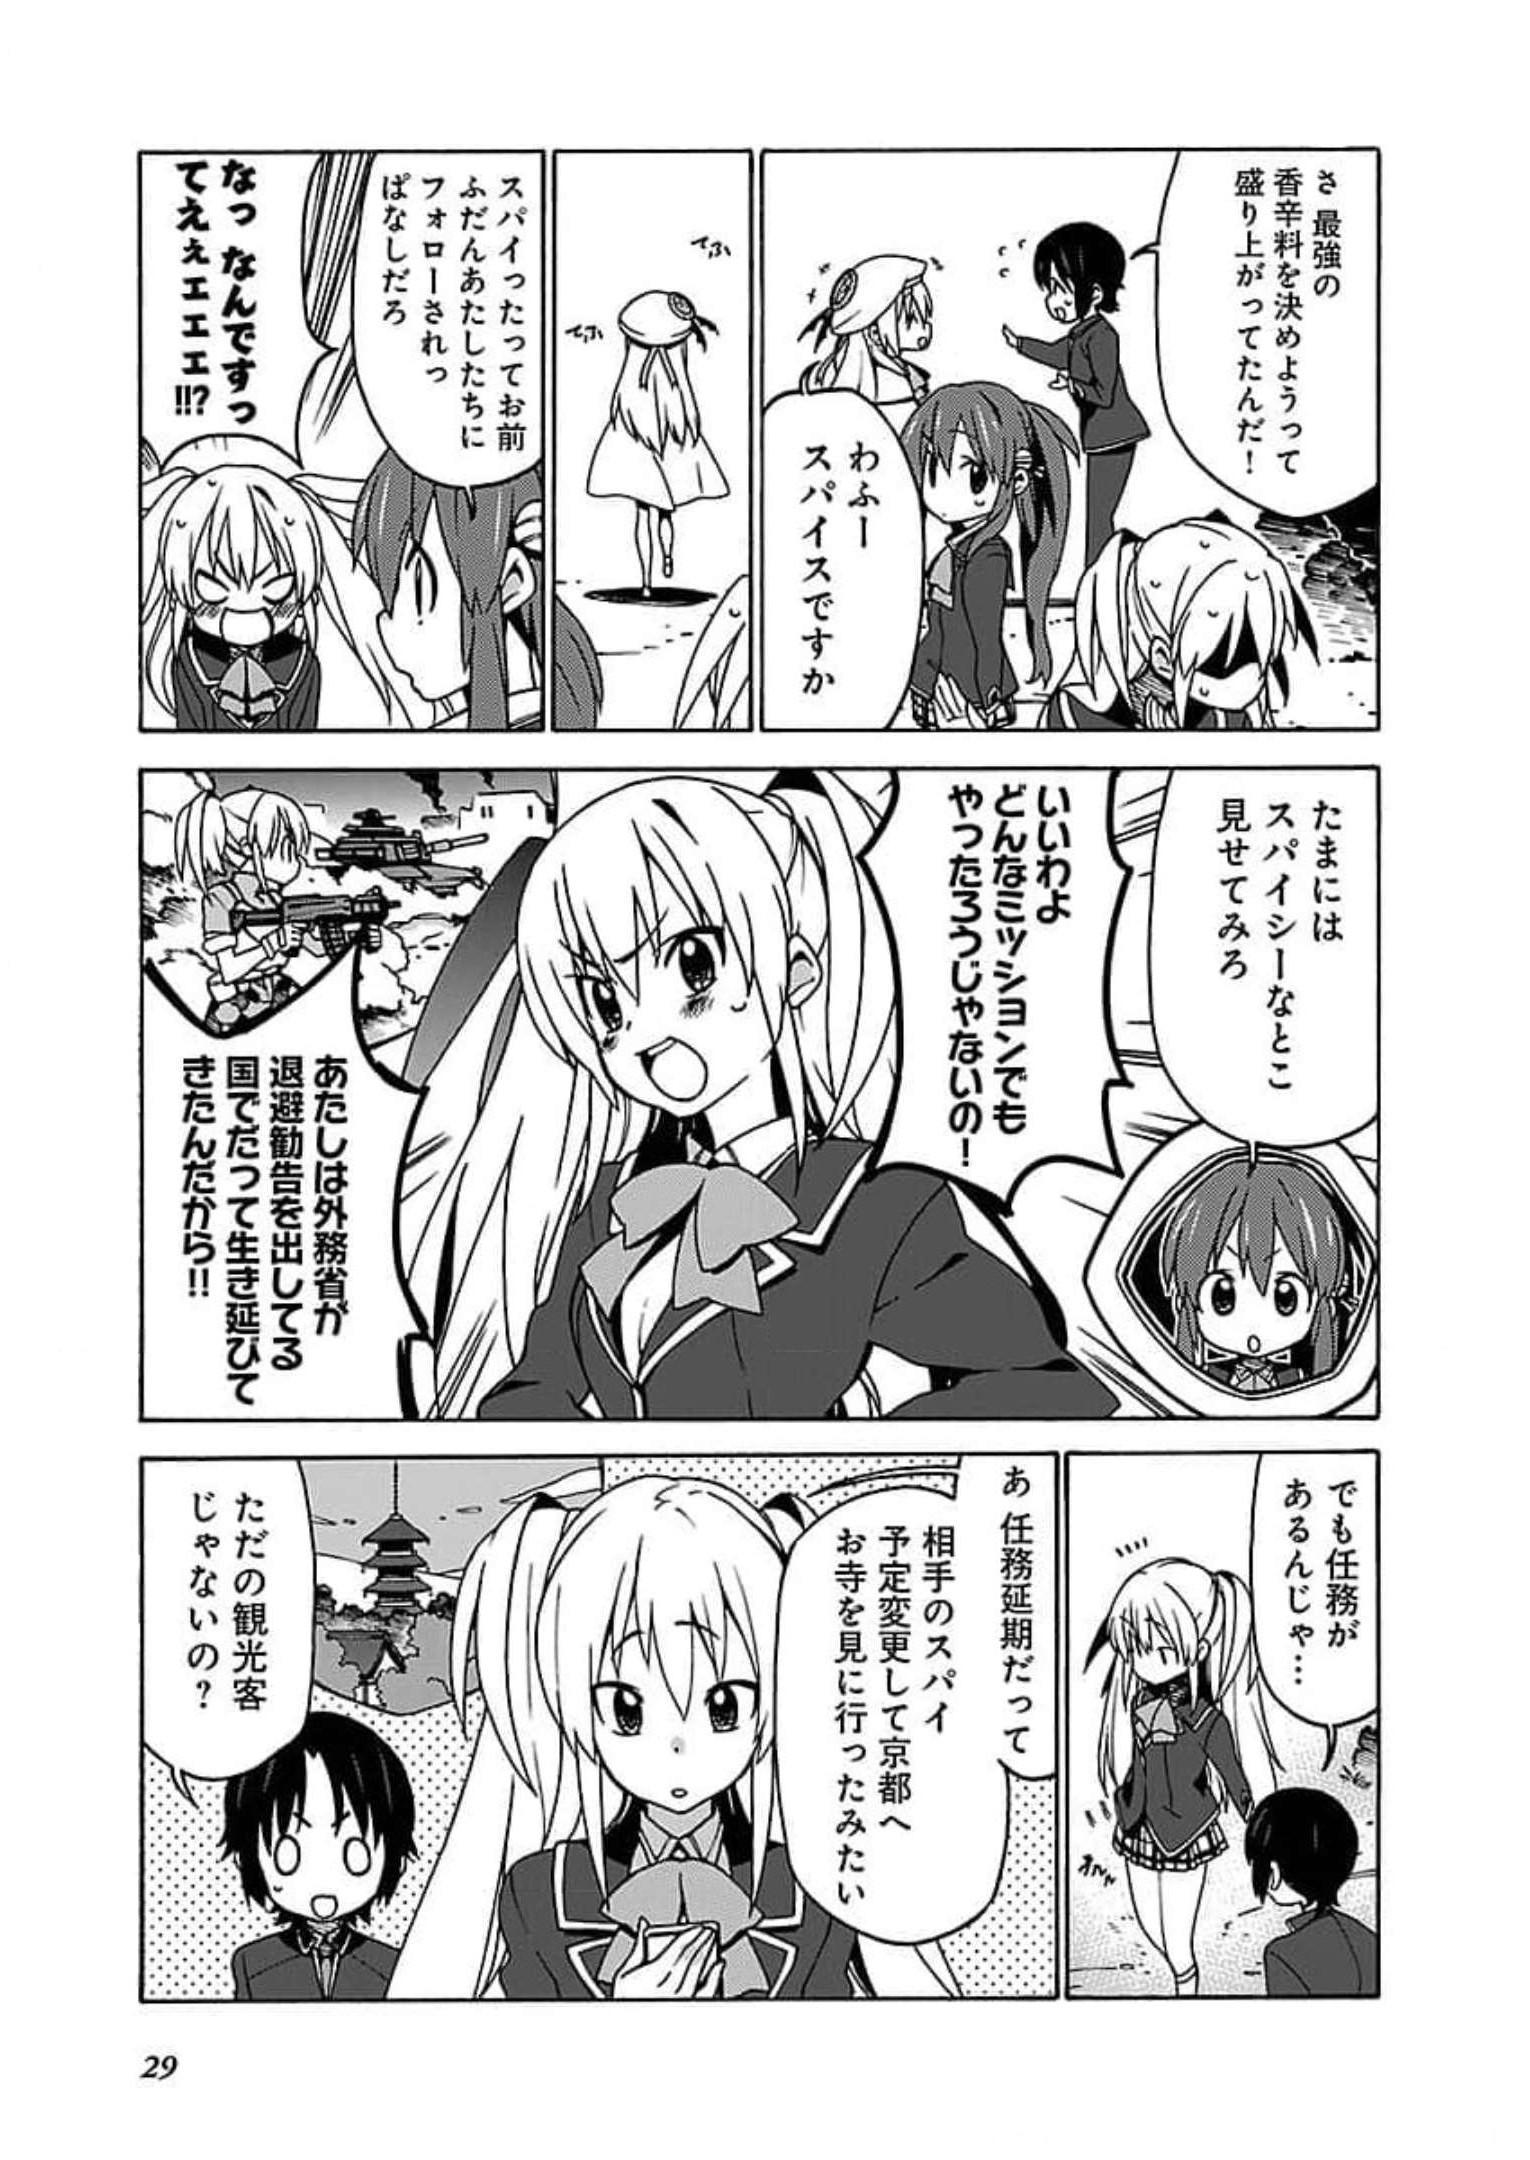 さ 最強の
香辛料を決めようって
盛り上がってたんだ!
わふー
スパイスですか
てふ
てふ
スパイったってお前
ふだんあたしたちに
フォローされっ
ぱなしだろ
なっ なんですっ
てえぇェェェ!!?
たまには
スパイシーなとこ
見せてみろ
いいわよ
どんなミッションでも
やったろうじゃないの!
あたしは外務省が
退避勧告を出してる
国でだって生き延びて
きたんだから!!
でも任務が
あるんじゃ…
あ 任務延期だって
相手のスパイ
予定変更して京都へ
お寺を見に行ったみたい
ただの観光客
じゃないの?
29